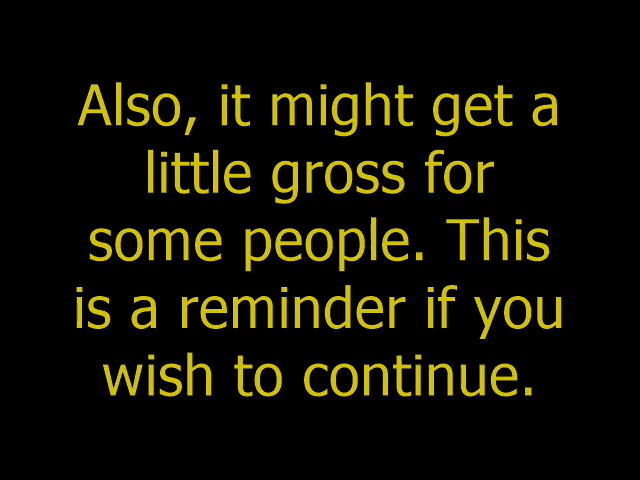 Also, it might get a
little gross for
some people. This
is a reminder if you
wish to continue.